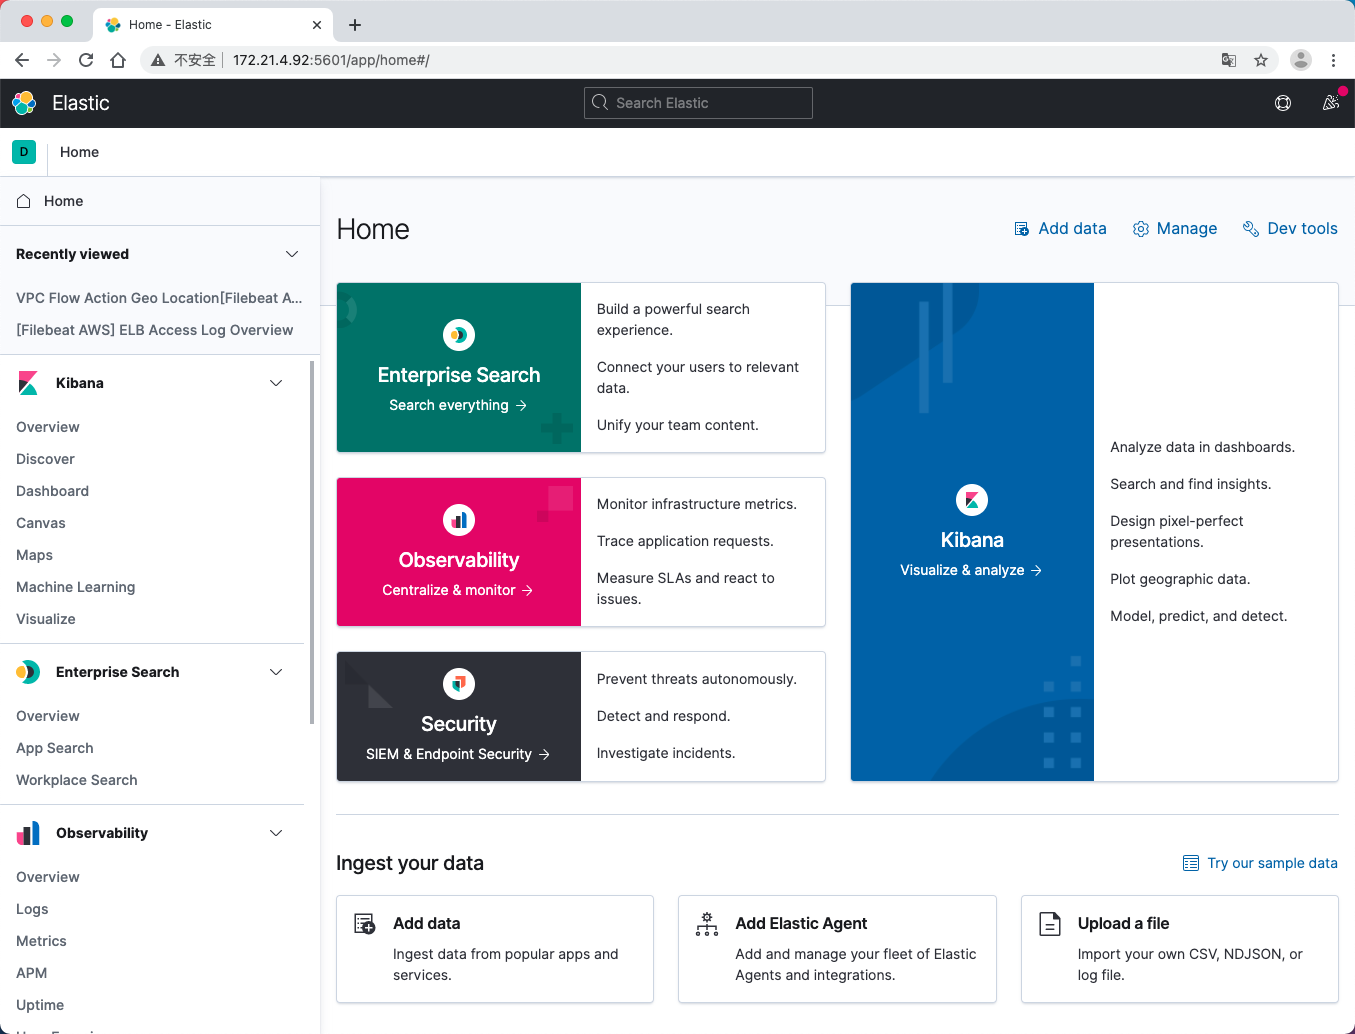 Home - Elastic
不安全 172.21.4.92:5601/app/home#/
Elastic
Search Elastic
D
Home
Home
Recently viewed
VPC Flow Action Geo Location[Filebeat A...
[Filebeat AWS] ELB Access Log Overview
Kibana
Overview
Discover
Dashboard
Canvas
Maps
Machine Learning
Visualize
Enterprise Search
Overview
App Search
Workplace Search
Observability
Overview
Logs
Metrics
APM
Uptime
Home
Add data
Manage
Dev tools
Enterprise Search
Search everything →
Build a powerful search
experience.
Connect your users to relevant
data.
Unify your team content.
Observability
Centralize & monitor →
Monitor infrastructure metrics.
Trace application requests.
Measure SLAs and react to
issues.
Security
SIEM & Endpoint Security →
Prevent threats autonomously.
Detect and respond.
Investigate incidents.
Kibana
Visualize & analyze →
Analyze data in dashboards.
Search and find insights.
Design pixel-perfect
presentations.
Plot geographic data.
Model, predict, and detect.
Ingest your data
Try our sample data
Add data
Ingest data from popular apps and
services.
Add Elastic Agent
Add and manage your fleet of Elastic
Agents and integrations.
Upload a file
Import your own CSV, NDJSON, or
log file.